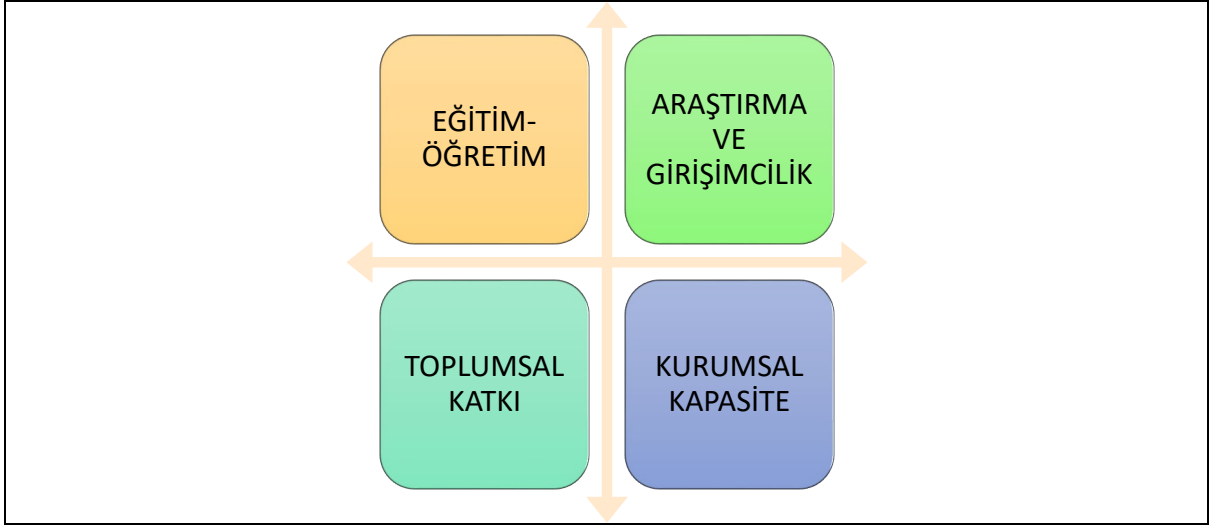 EĞİTİM-
ÖĞRETİM
ARAŞTIRMA
VE
GİRİŞİMCİLİK
TOPLUMSAL
KATKI
KURUMSAL
KAPASİTE